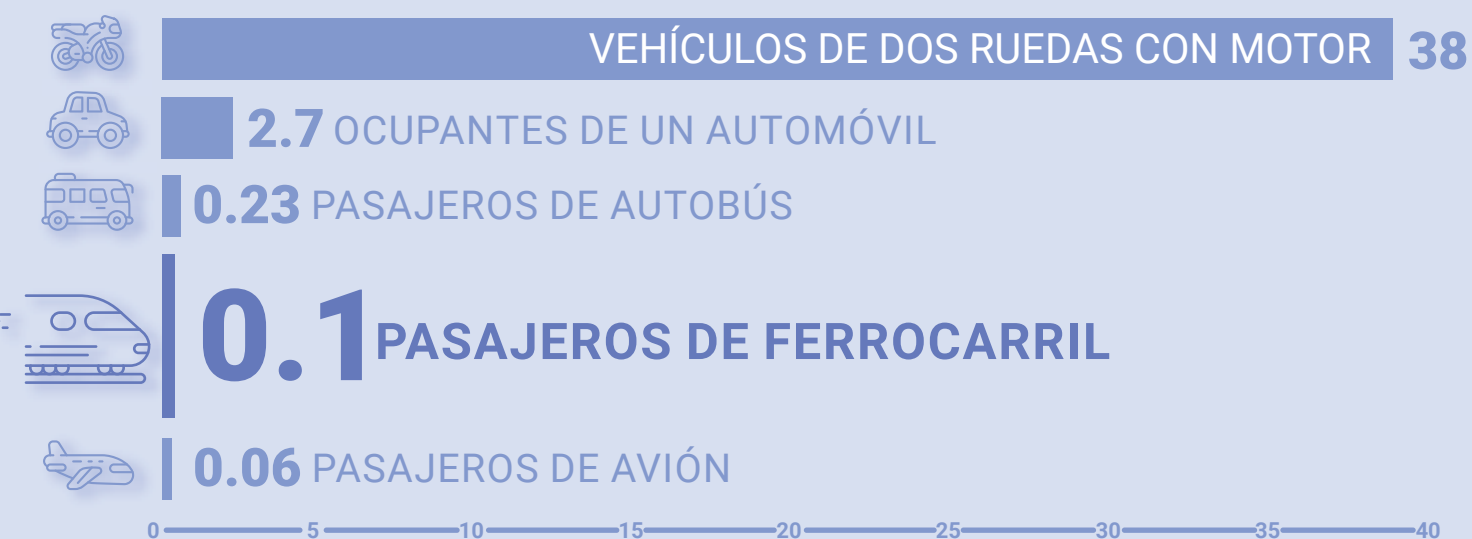 VEHÍCULOS DE DOS RUEDAS CON MOTOR 38
2.7 OCUPANTES DE UN AUTOMÓVIL
0.23 PASAJEROS DE AUTOBÚS
0.1 PASAJEROS DE FERROCARRIL
0.06 PASAJEROS DE AVIÓN
0 5 10 15 20 25 30 35 40